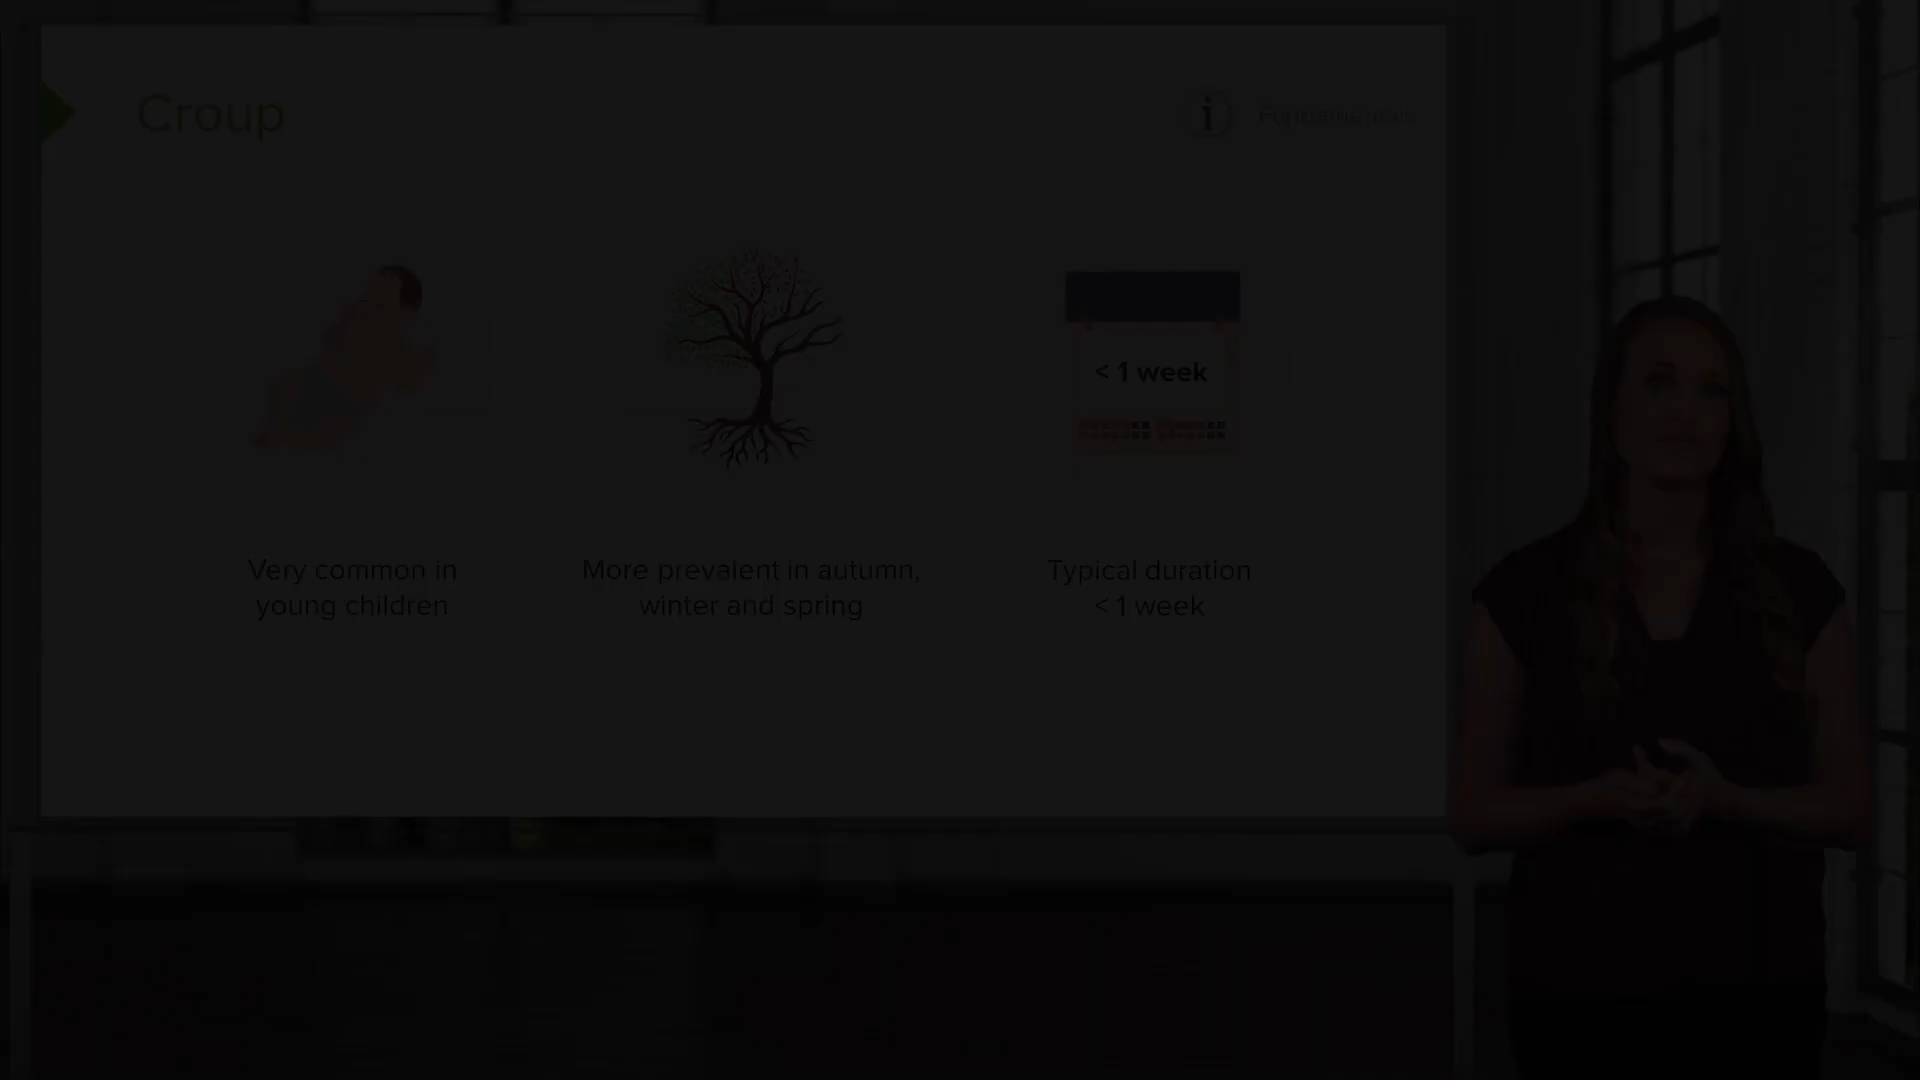 Croup
i Fundamentals
< 1 week
Very common in
young children
More prevalent in autumn,
winter and spring
Typical duration
< 1 week